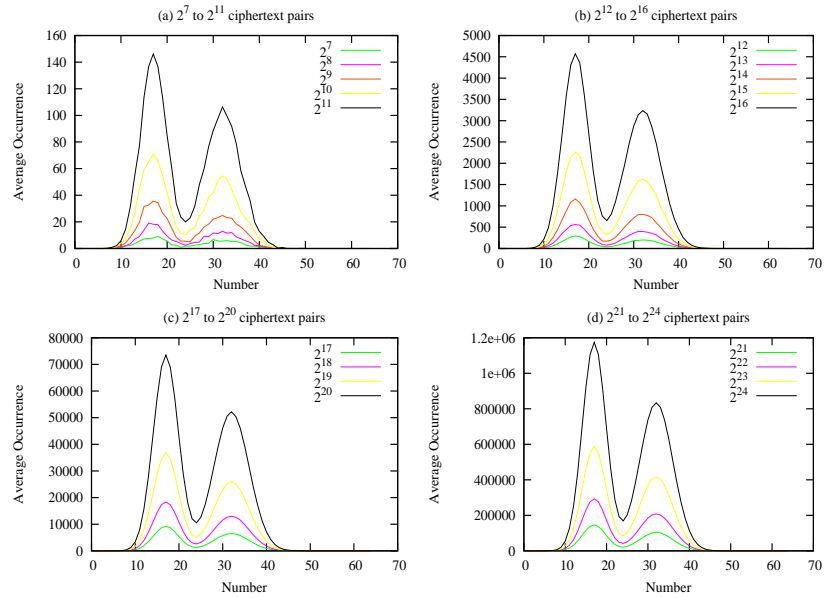 (a) 2^7 to 2^11 ciphertext pairs
160
140
120
100
80
60
40
20
0
0 10 20 30 40 50 60 70
Average Occurrence
Number
2^7
2^8
2^9
2^10
2^11
(b) 2^12 to 2^16 ciphertext pairs
5000
4500
4000
3500
3000
2500
2000
1500
1000
500
0
0 10 20 30 40 50 60 70
Average Occurrence
Number
2^12
2^13
2^14
2^15
2^16
(c) 2^17 to 2^20 ciphertext pairs
80000
70000
60000
50000
40000
30000
20000
10000
0
0 10 20 30 40 50 60 70
Average Occurrence
Number
2^17
2^18
2^19
2^20
(d) 2^21 to 2^24 ciphertext pairs
1.2e+06
1e+06
800000
600000
400000
200000
0
0 10 20 30 40 50 60 70
Average Occurrence
Number
2^21
2^22
2^23
2^24